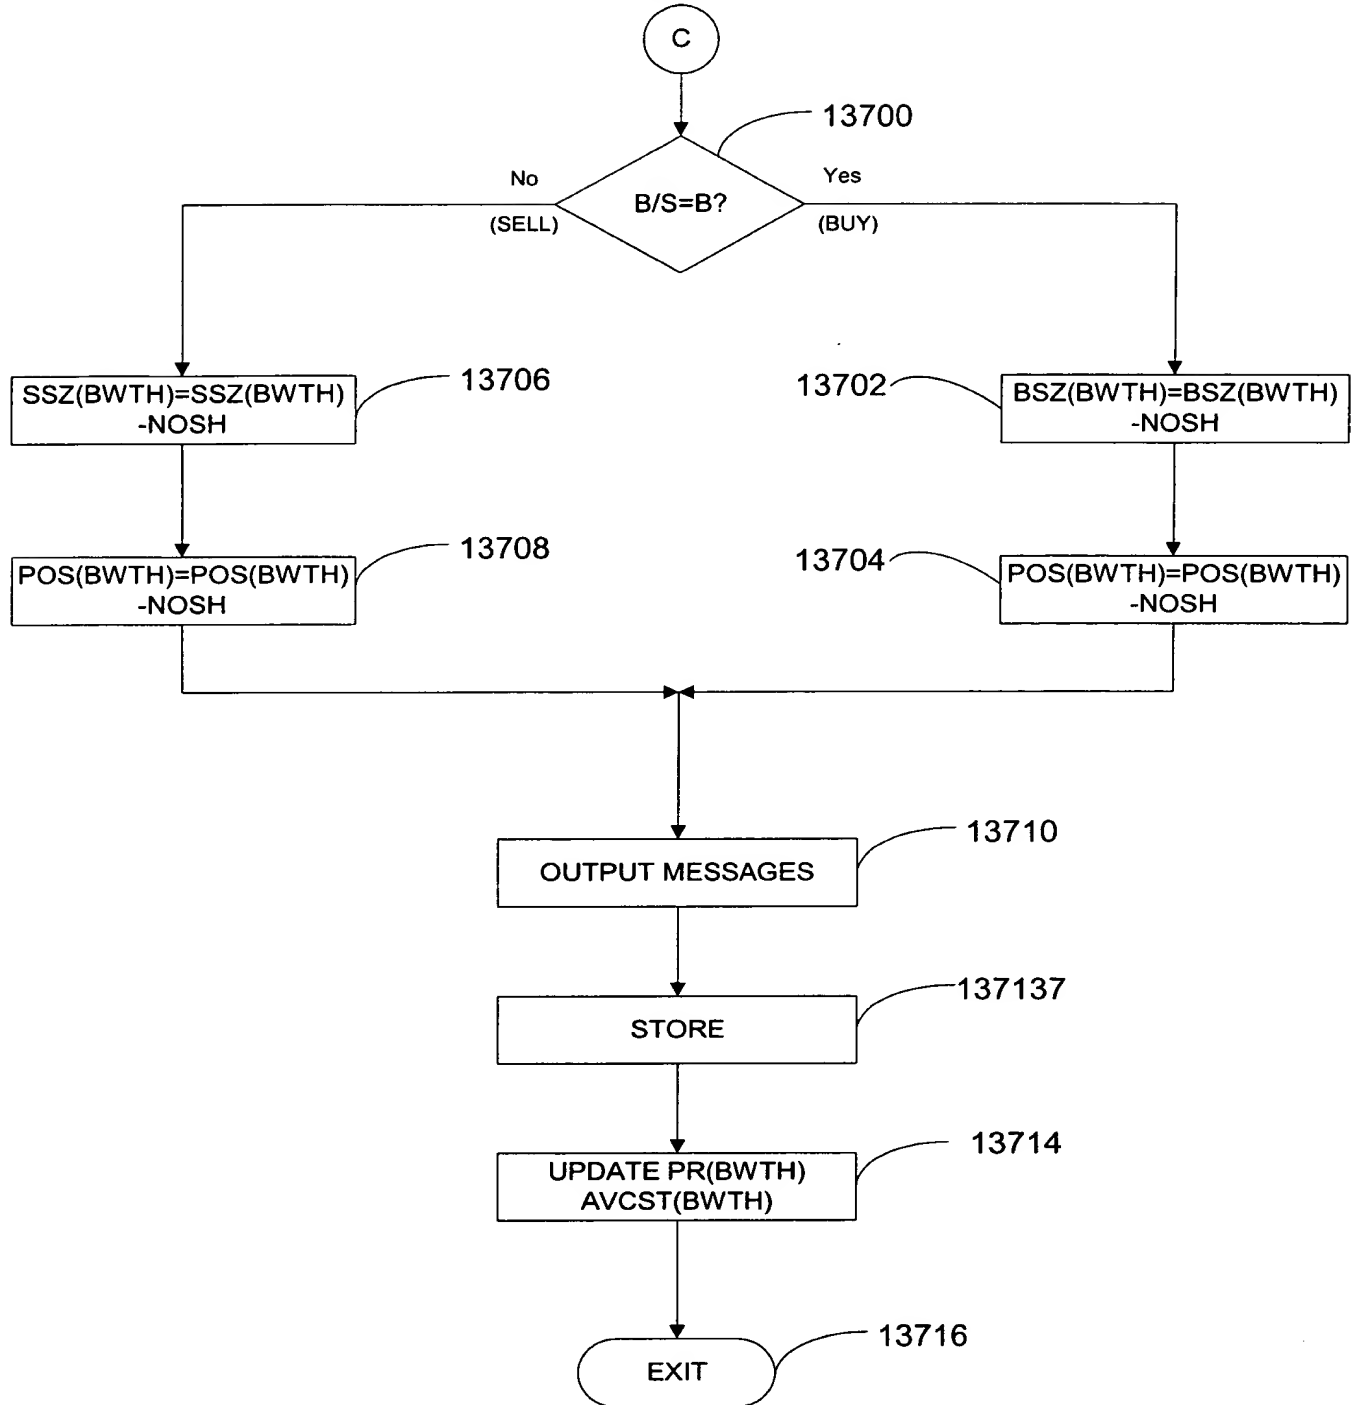 C
13700
No
Yes
B/S=B?
(SELL)
(BUY)
13706
13702
SSZ(BWTH)=SSZ(BWTH)
-NOSH
BSZ(BWTH)=BSZ(BWTH)
-NOSH
13708
13704
POS(BWTH)=POS(BWTH)
-NOSH
POS(BWTH)=POS(BWTH)
-NOSH
13710
OUTPUT MESSAGES
137137
STORE
13714
UPDATE PR(BWTH)
AVCST(BWTH)
13716
EXIT